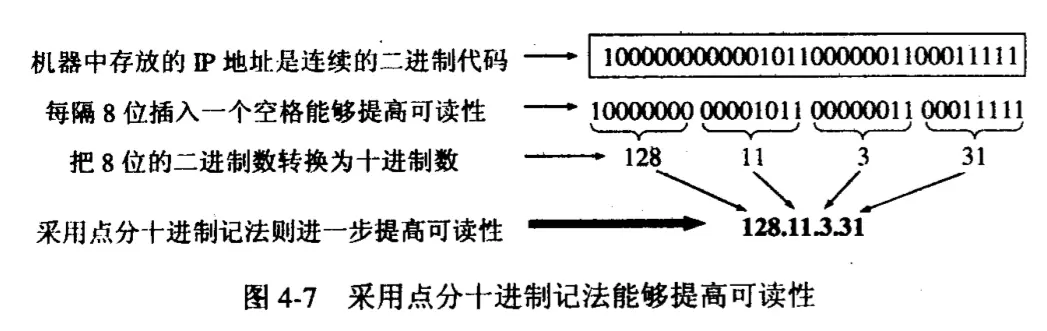 机器中存放的 IP 地址是连续的二进制代码 10000000000010110000001100011111
每隔 8 位插入一个空格能够提高可读性 10000000 00001011 00000011 00011111
把 8 位的二进制数转换为十进制数 128 11 3 31
采用点分十进制记法则进一步提高可读性 128.11.3.31
图 4-7 采用点分十进制记法能够提高可读性